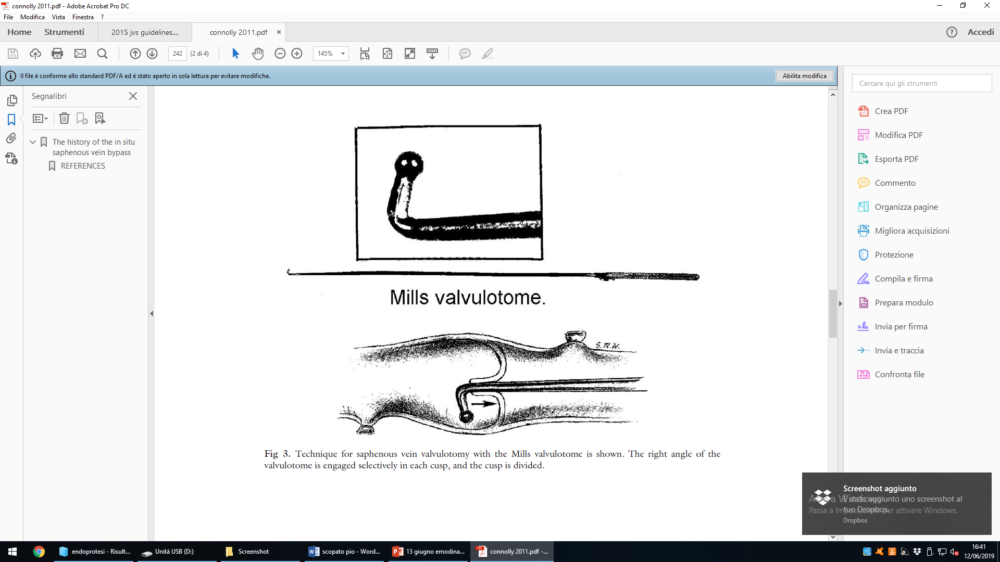 connolly 2011.pdf - Adobe Acrobat Pro DC
File Modifica Vista Finestra ?
Home Strumenti 2015 jvs guidelines.... connolly 2011.pdf Accedi
242 (2 di 4) 145%
Il file è conforme allo standard PDF/A ed è stato aperto in sola lettura per evitare modifiche. Abilita modifica
Segnalibri
The history of the in situ
saphenous vein bypass
REFERENCES
Mills valvulotome.
S.R.W.
Fig 3. Technique for saphenous vein valvulotomy with the Mills valvulotome is shown. The right angle of the
valvulotome is engaged selectively in each cusp, and the cusp is divided.
Cercare qui gli strumenti
Crea PDF
Modifica PDF
Esporta PDF
Commento
Organizza pagine
Migliora acquisizioni
Protezione
Compila e firma
Prepara modulo
Invia per firma
Invia e traccia
Confronta file
Screenshot aggiunto
È stato aggiunto uno screenshot al
tuo Dropbox.
Dropbox
Attiva Windows
Passa a Impostazioni per attivare Windows.
endoprotesi - Risult...
Unità USB (D:)
Screenshot
scopato pio - Word...
13 giugno emodina...
connolly 2011.pdf -...
16:41
12/06/2019